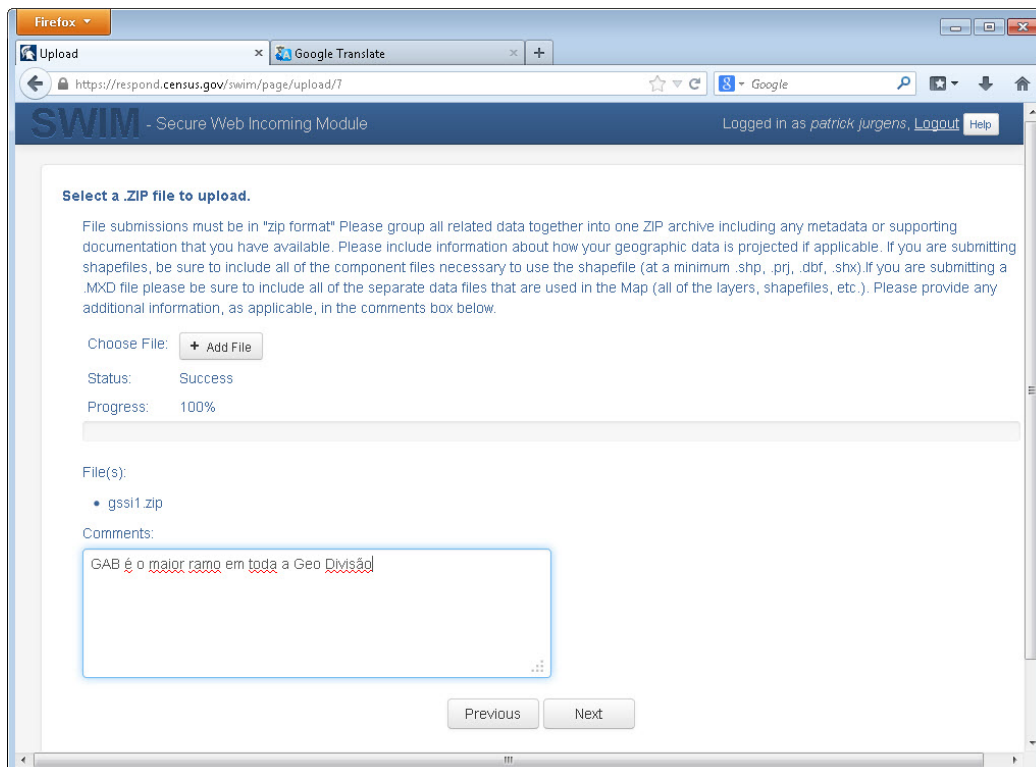 Firefox
Upload
Google Translate
https://respond.census.gov/swim/page/upload/7
Google
SWIM - Secure Web Incoming Module
Logged in as patrick jurgens, Logout Help
Select a .ZIP file to upload.
File submissions must be in "zip format" Please group all related data together into one ZIP archive including any metadata or supporting
documentation that you have available. Please include information about how your geographic data is projected if applicable. If you are submitting
shapefiles, be sure to include all of the component files necessary to use the shapefile (at a minimum .shp, .prj, .dbf, .shx).If you are submitting a
.MXD file please be sure to include all of the separate data files that are used in the Map (all of the layers, shapefiles, etc.). Please provide any
additional information, as applicable, in the comments box below.
Choose File: + Add File
Status: Success
Progress: 100%
File(s):
• gssi1.zip
Comments:
GAB é o maior ramo em toda a Geo Divisão
Previous Next